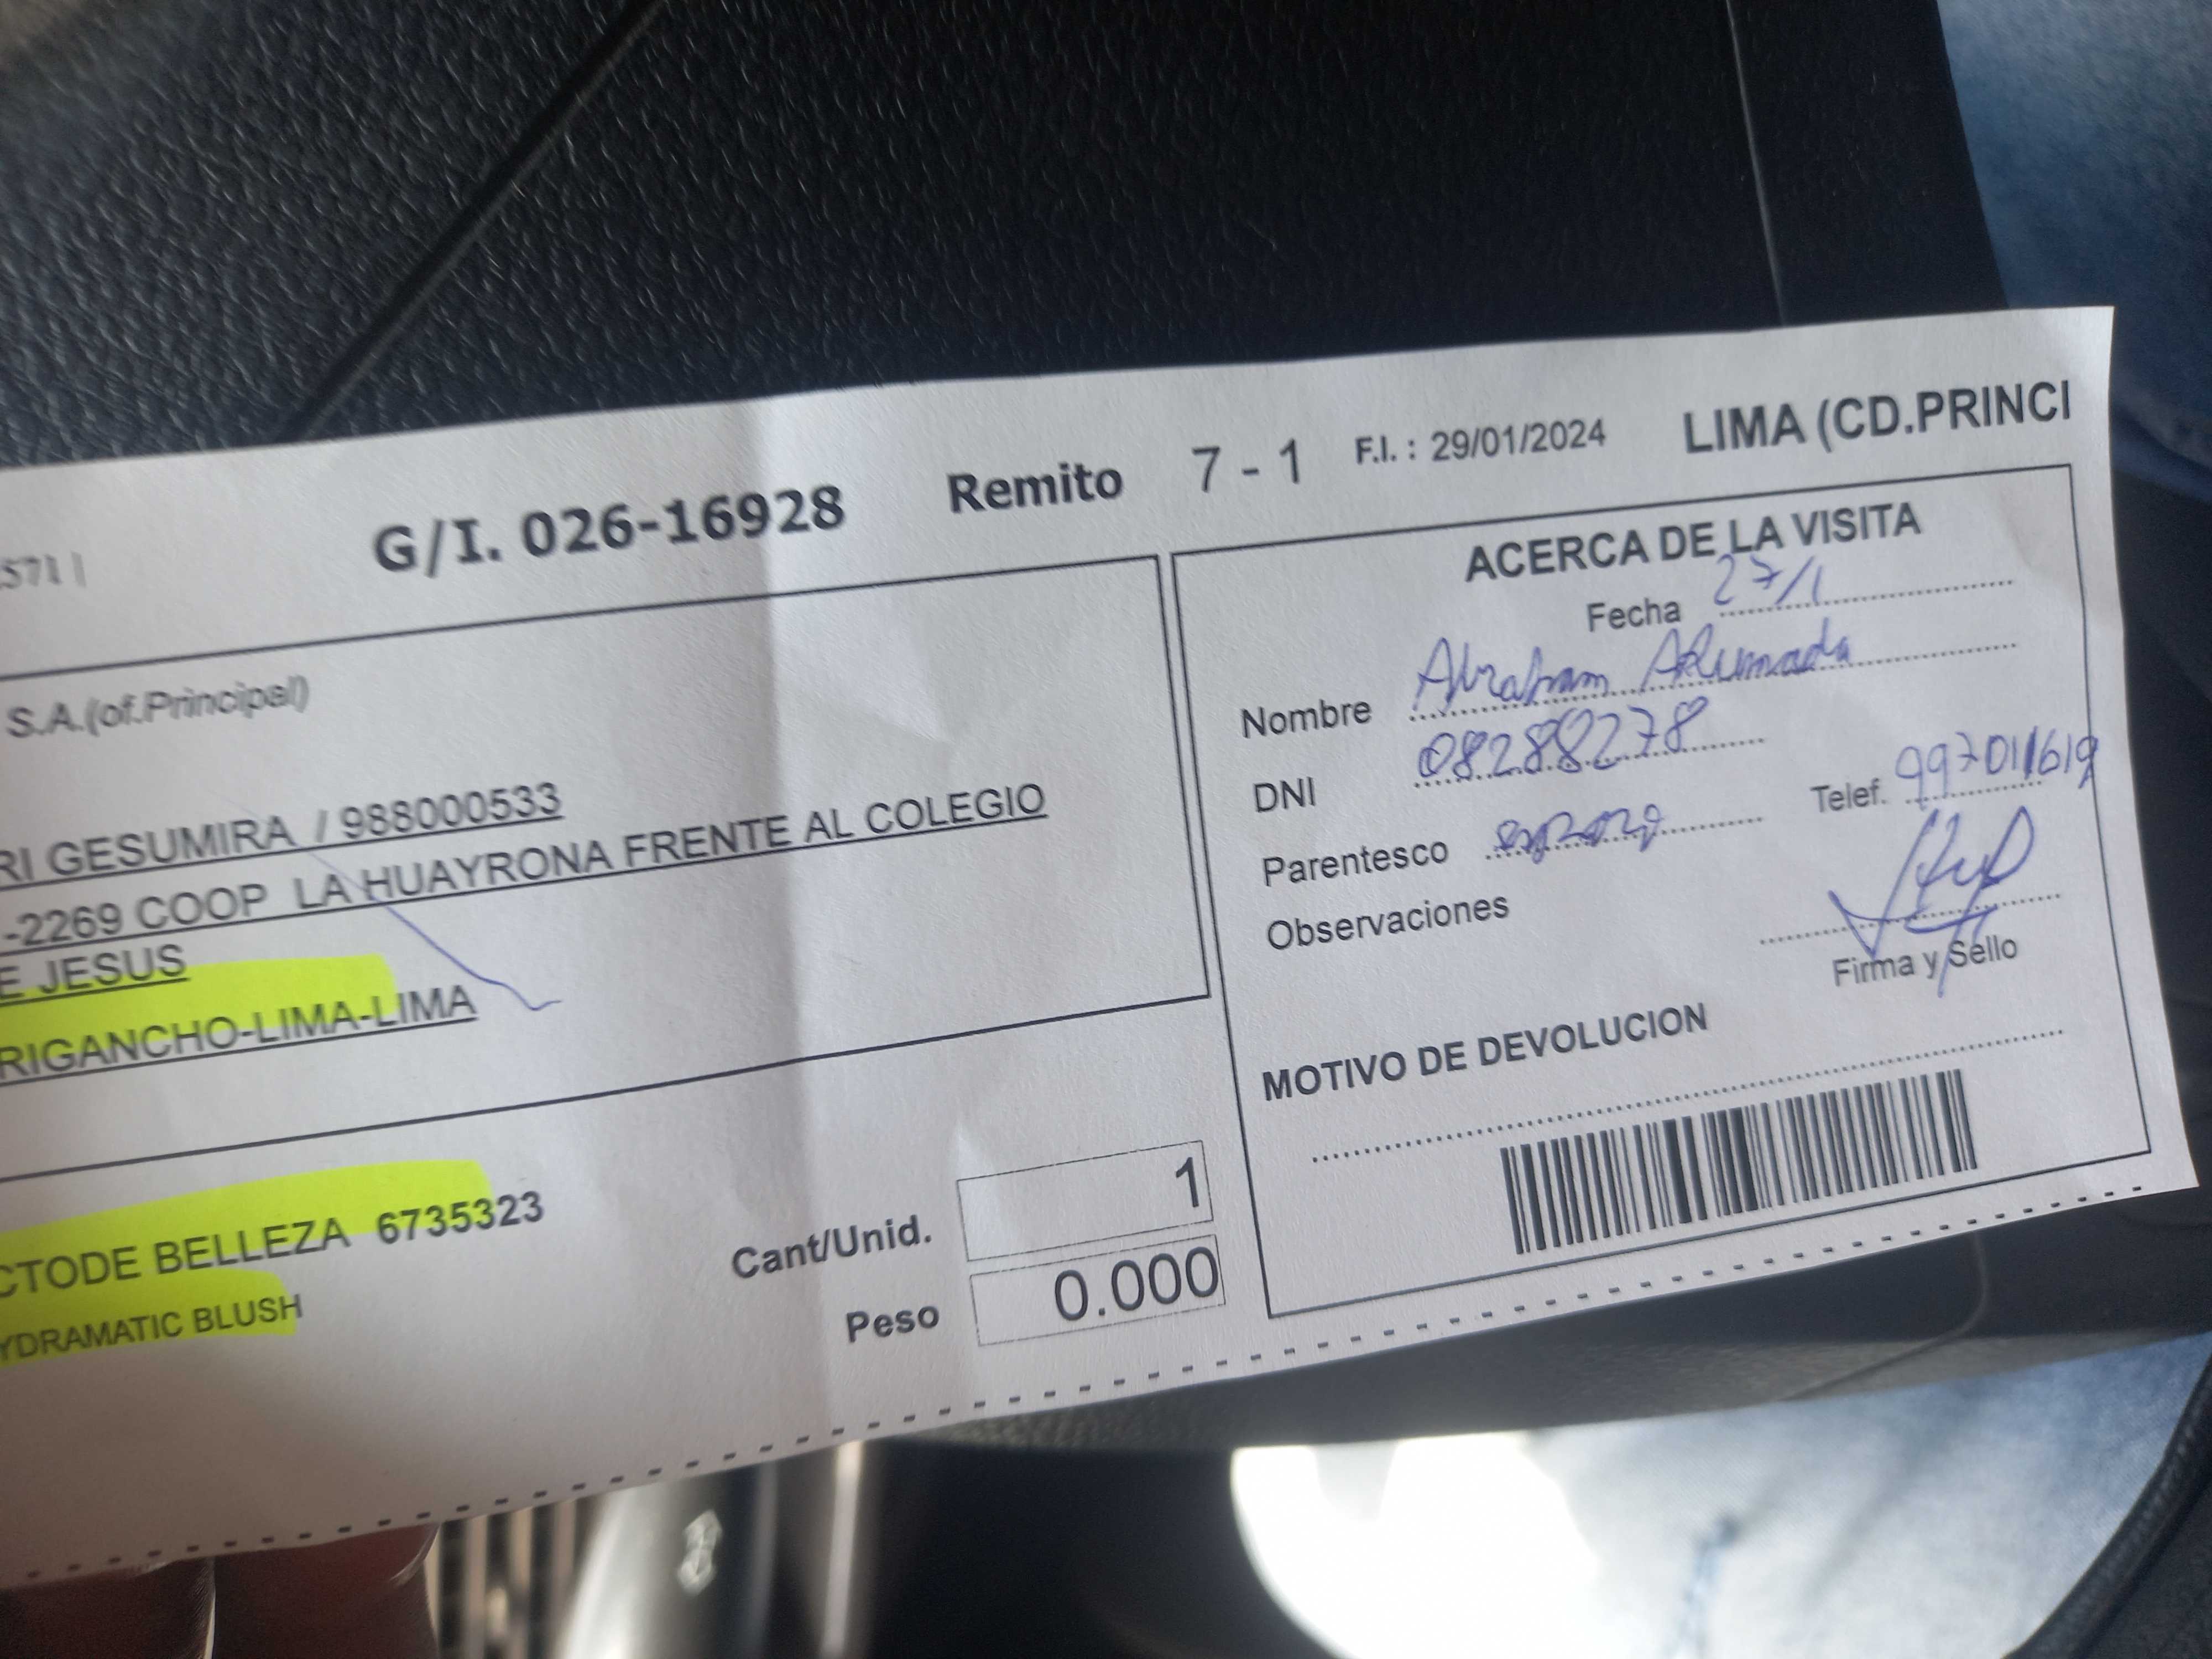 5711
G/I. 026-16928 Remito 7 - 1 F.I. : 29/01/2024 LIMA (CD.PRINCI
S.A.(of.Principal)
RI GESUMIRA / 988000533
-2269 COOP LA HUAYRONA FRENTE AL COLEGIO
E JESUS
RIGANCHO-LIMA-LIMA
CTODE BELLEZA 6735323
YDRAMATIC BLUSH
Cant/Unid. 1
Peso 0.000
ACERCA DE LA VISITA
Fecha 27/1
Nombre Abraham Ahumada
DNI 08288278 Telef. 997011619
Parentesco esposo
Observaciones
Firma y Sello
MOTIVO DE DEVOLUCION